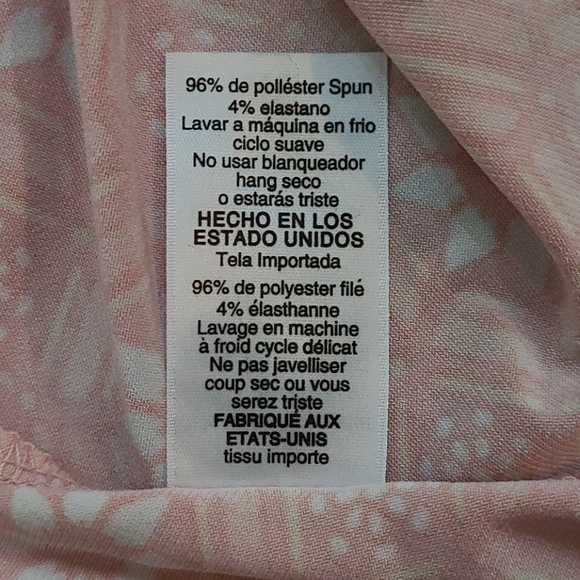 96% de poliéster Spun
4% elastano
Lavar a máquina en frio
ciclo suave
No usar blanqueador
hang seco
o estarás triste
HECHO EN LOS
ESTADO UNIDOS
Tela Importada
96% de polyester filé
4% élasthanne
Lavage en machine
à froid cycle délicat
Ne pas javelliser
coup sec ou vous
serez triste
FABRIQUÉ AUX
ETATS-UNIS
tissu importe